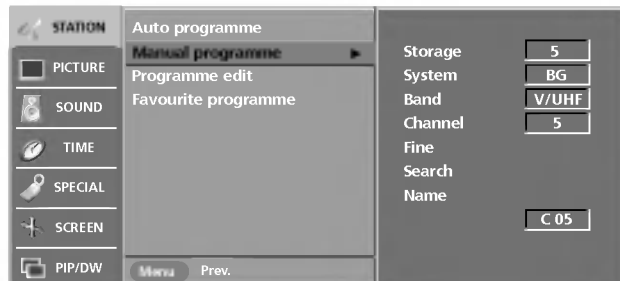 STATION
PICTURE
SOUND
TIME
SPECIAL
SCREEN
PIP/DW
Auto programme
Manual programme
Programme edit
Favourite programme
Menu Prev.
Storage 5
System BG
Band V/UHF
Channel 5
Fine
Search
Name
C 05